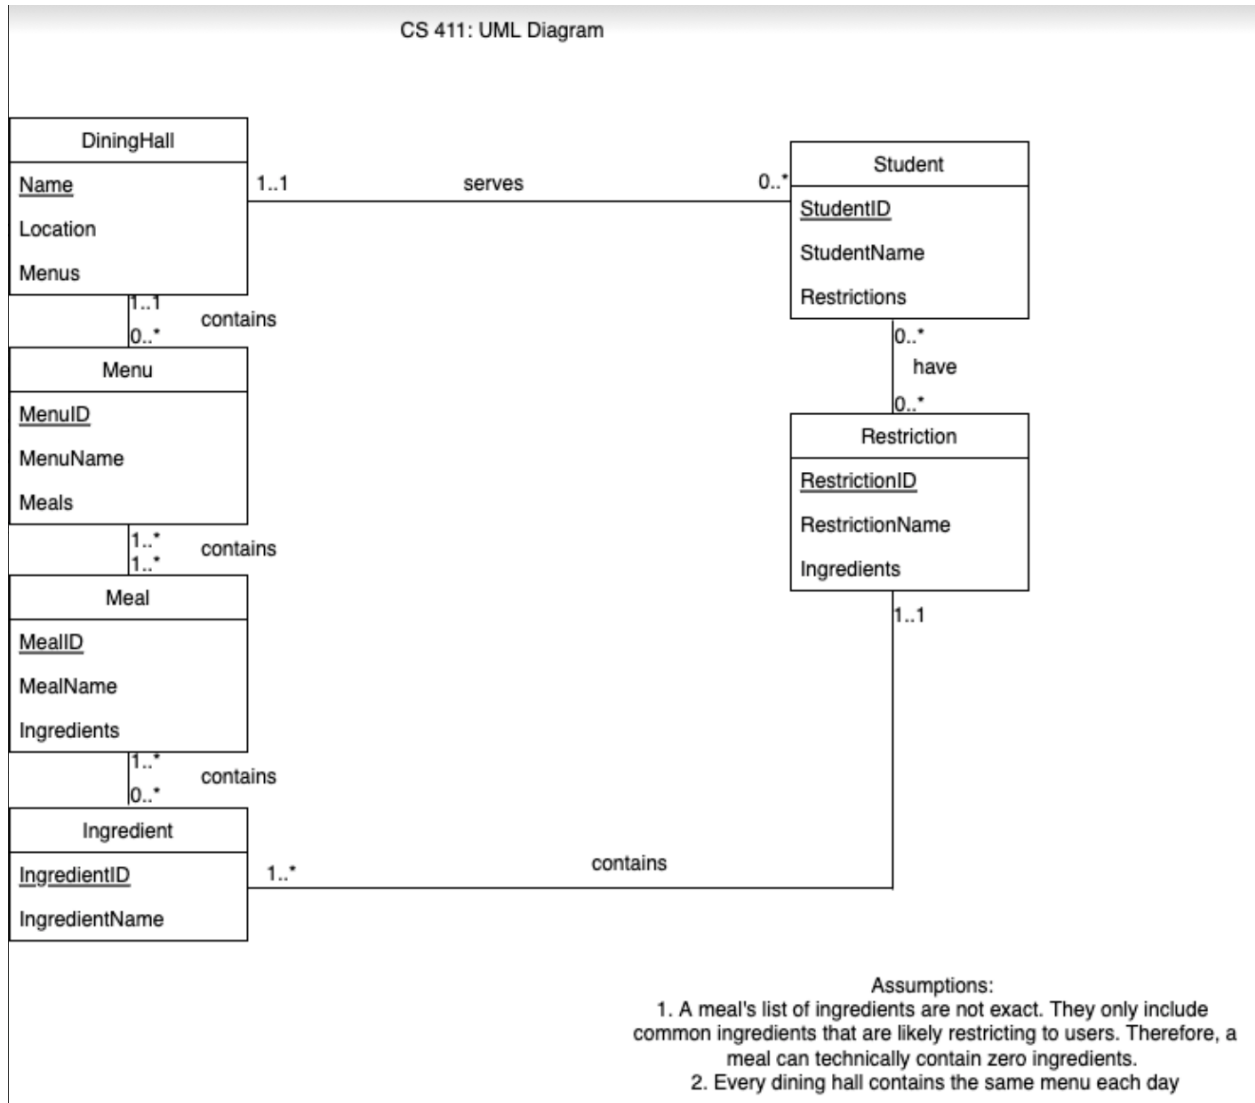 CS 411: UML Diagram
DiningHall
Name
Location
Menus
1..1
serves
0..*
Student
StudentID
StudentName
Restrictions
1..1
contains
0..*
Menu
MenuID
MenuName
Meals
0..*
have
0..*
Restriction
RestrictionID
RestrictionName
Ingredients
1..*
contains
1..*
Meal
MealID
MealName
Ingredients
1..1
1..*
contains
0..*
Ingredient
IngredientID
IngredientName
1..*
contains
Assumptions:
1. A meal's list of ingredients are not exact. They only include
common ingredients that are likely restricting to users. Therefore, a
meal can technically contain zero ingredients.
2. Every dining hall contains the same menu each day